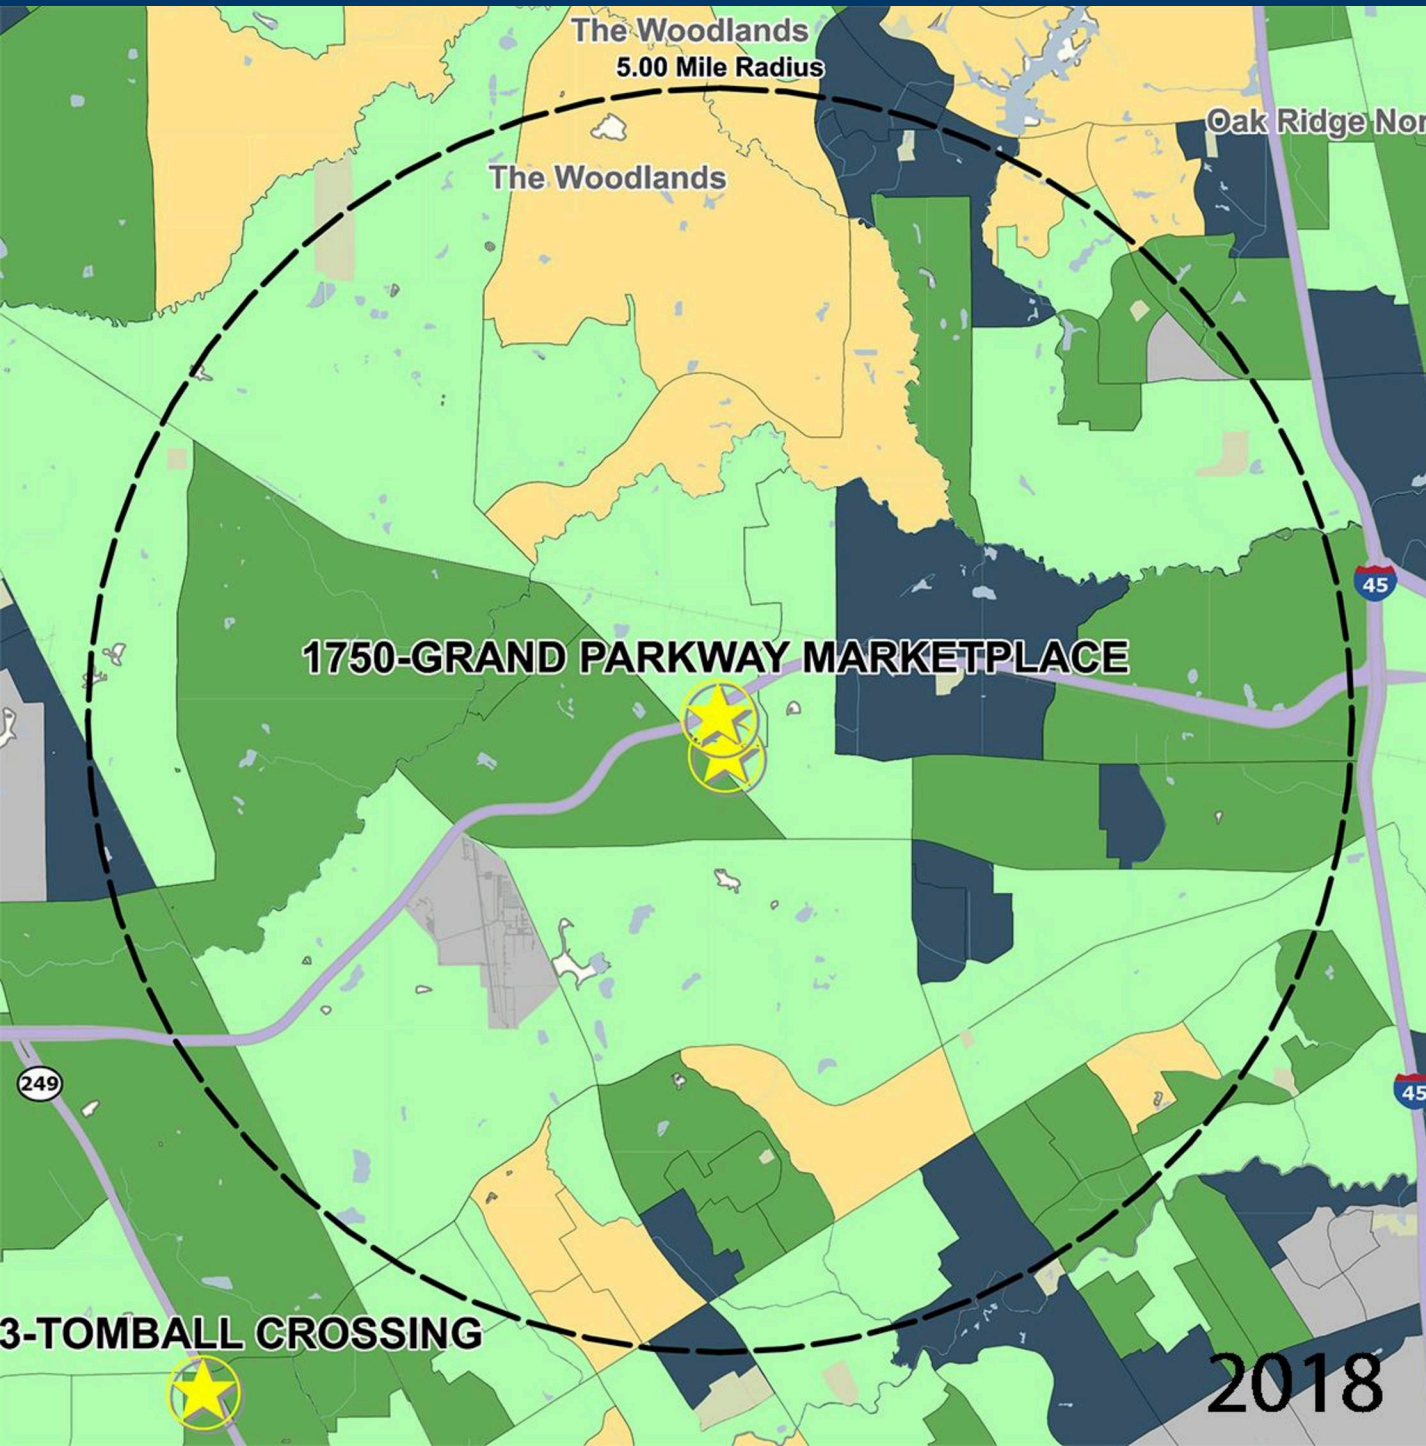 The Woodlands
5.00 Mile Radius
Oak Ridge Nor
The Woodlands
45
1750-GRAND PARKWAY MARKETPLACE
249
45
3-TOMBALL CROSSING
2018